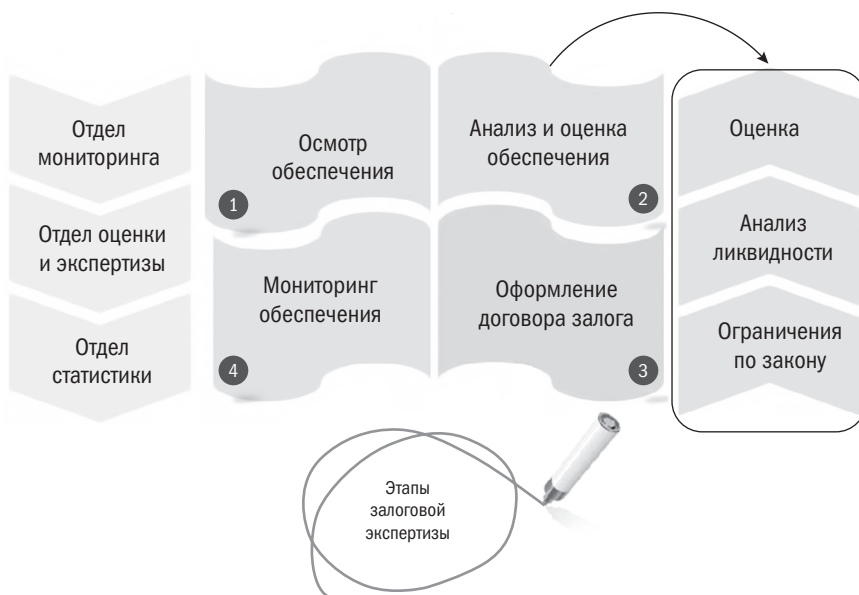 Отдел
мониторинга
Отдел оценки
и экспертизы
Отдел
статистики
Осмотр
обеспечения
1
Анализ и оценка
обеспечения
2
Мониторинг
обеспечения
4
Оформление
договора залога
3
Оценка
Анализ
ликвидности
Ограничения
по закону
Этапы
залоговой
экспертизы